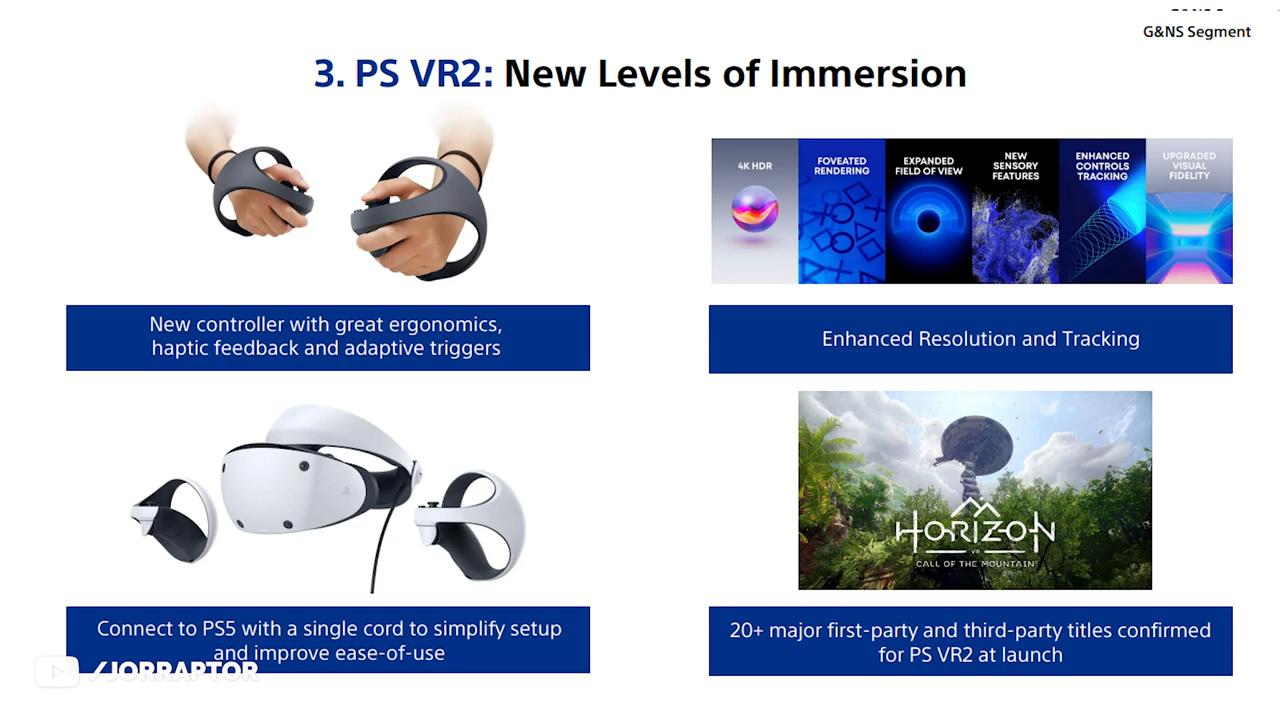 G&NS Segment
3. PS VR2: New Levels of Immersion
4K HDR
FOVEATED
RENDERING
EXPANDED
FIELD OF VIEW
NEW
SENSORY
FEATURES
ENHANCED
CONTROLS
TRACKING
UPGRADED
VISUAL
FIDELITY
New controller with great ergonomics,
haptic feedback and adaptive triggers
Enhanced Resolution and Tracking
HORIZON
VR
CALL OF THE MOUNTAIN
Connect to PS5 with a single cord to simplify setup
and improve ease-of-use
20+ major first-party and third-party titles confirmed
for PS VR2 at launch
/JORRAPTOR